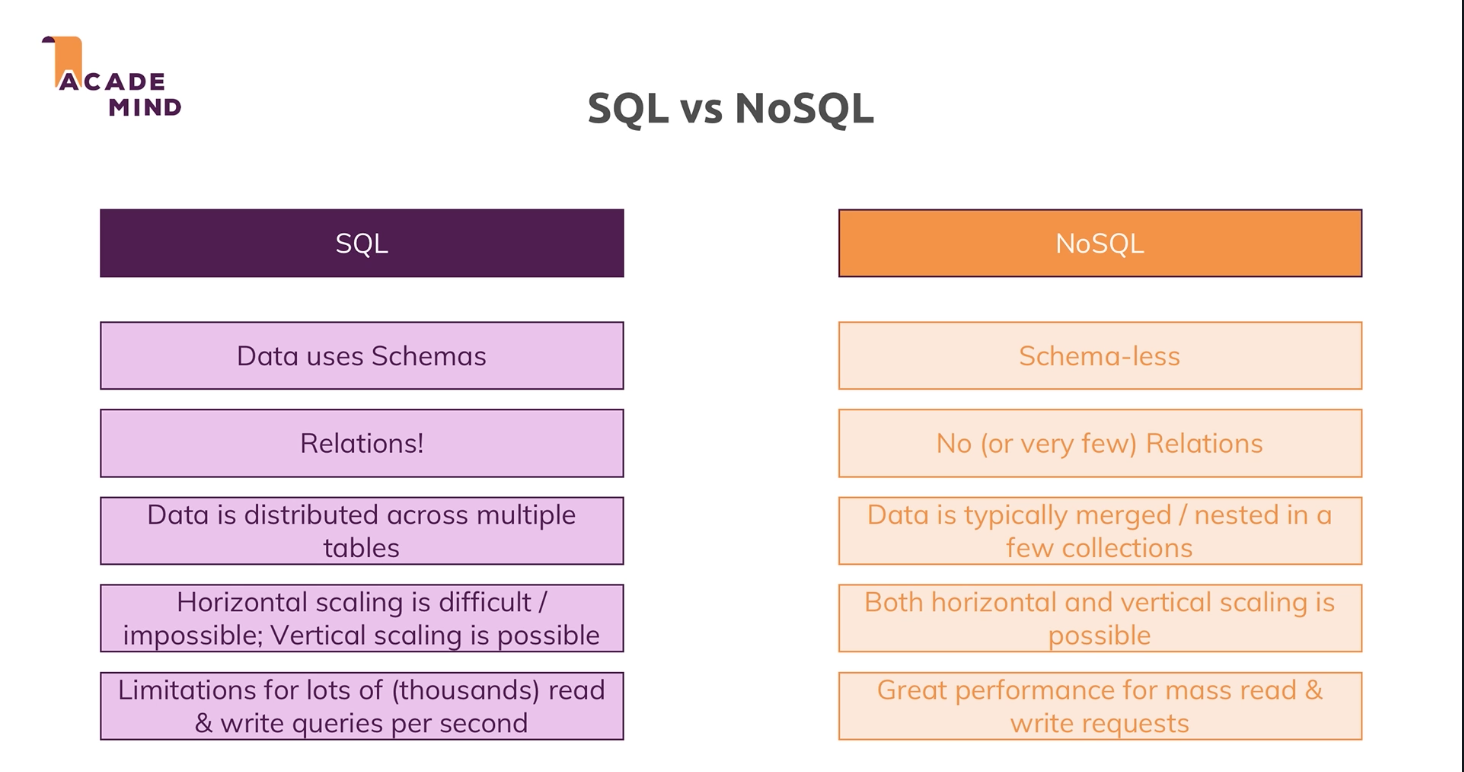 ACADE
MIND
SQL vs NoSQL
SQL
NoSQL
Data uses Schemas
Schema-less
Relations!
No (or very few) Relations
Data is distributed across multiple
tables
Data is typically merged / nested in a
few collections
Horizontal scaling is difficult /
impossible; Vertical scaling is possible
Both horizontal and vertical scaling is
possible
Limitations for lots of (thousands) read
& write queries per second
Great performance for mass read &
write requests